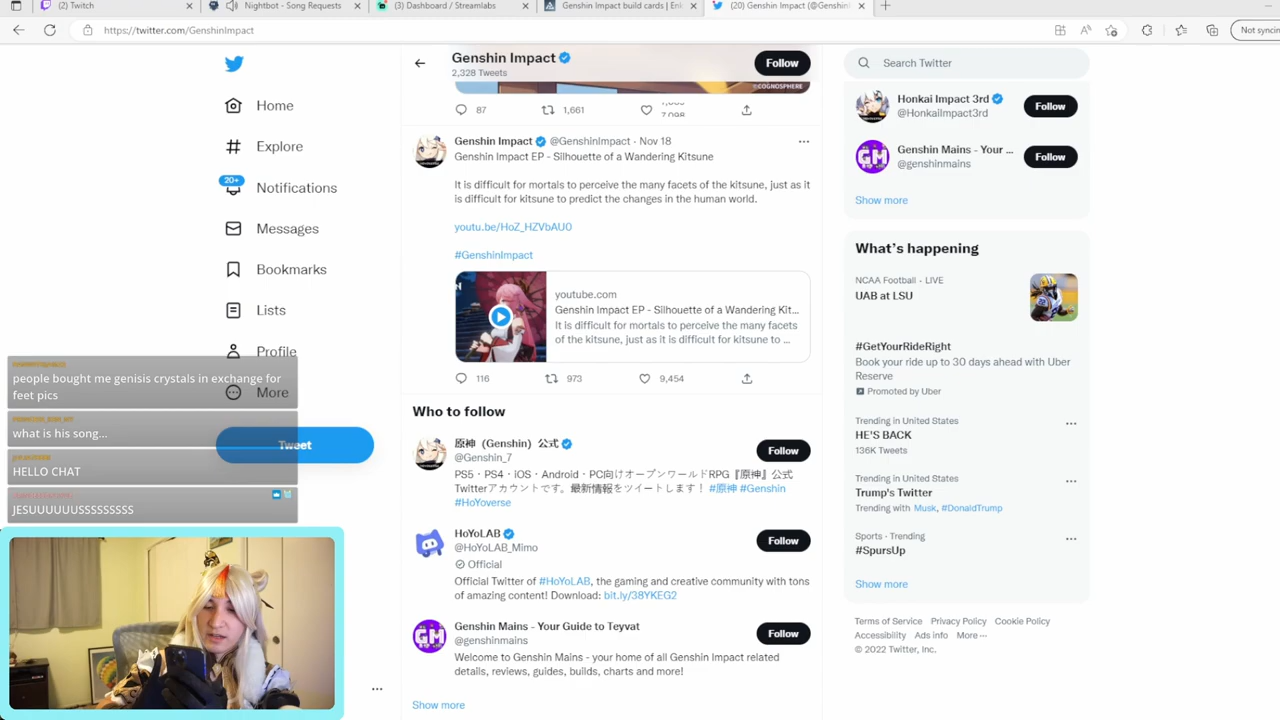 (2) Twitch
Nightbot - Song Requests
(3) Dashboard / Streamlabs
Genshin Impact build cards | En
(20) Genshin Impact (@Genshin
https://twitter.com/GenshinImpact
Not syncin
Home
Explore
20+
Notifications
Messages
Bookmarks
Lists
Profile
More
Tweet
people bought me genisis crystals in exchange for
feet pics
what is his song...
HELLO CHAT
JESUUUUUUSSSSSSSSS
Genshin Impact
2,328 Tweets
Follow
©COGNOSPHERE
87
1,661
7,098
Genshin Impact @GenshinImpact · Nov 18
Genshin Impact EP - Silhouette of a Wandering Kitsune
It is difficult for mortals to perceive the many facets of the kitsune, just as it
is difficult for kitsune to predict the changes in the human world.
youtu.be/HoZ_HZVbAU0
#GenshinImpact
youtube.com
Genshin Impact EP - Silhouette of a Wandering Kit...
It is difficult for mortals to perceive the many facets
of the kitsune, just as it is difficult for kitsune to ...
116
973
9,454
Who to follow
原神（Genshin）公式
@Genshin_7
Follow
PS5・PS4・iOS・Android・PC向けオープンワールドRPG『原神』公式
Twitterアカウントです。最新情報をツイートします！ #原神 #Genshin
#HoYoverse
HoYoLAB
@HoYoLAB_Mimo
Official
Follow
Official Twitter of #HoYoLAB, the gaming and creative community with tons
of amazing content! Download: bit.ly/38YKEG2
Genshin Mains - Your Guide to Teyvat
@genshinmains
Follow
Welcome to Genshin Mains - your home of all Genshin Impact related
details, reviews, guides, builds, charts and more!
Show more
Search Twitter
Honkai Impact 3rd
@HonkaiImpact3rd
Follow
GM
Genshin Mains - Your ...
@genshinmains
Follow
Show more
What's happening
NCAA Football · LIVE
UAB at LSU
#GetYourRideRight
Book your ride up to 30 days ahead with Uber
Reserve
Promoted by Uber
Trending in United States
HE'S BACK
136K Tweets
Trending in United States
Trump's Twitter
Trending with Musk, #DonaldTrump
Sports · Trending
#SpursUp
Show more
Terms of Service Privacy Policy Cookie Policy
Accessibility Ads info More ···
© 2022 Twitter, Inc.